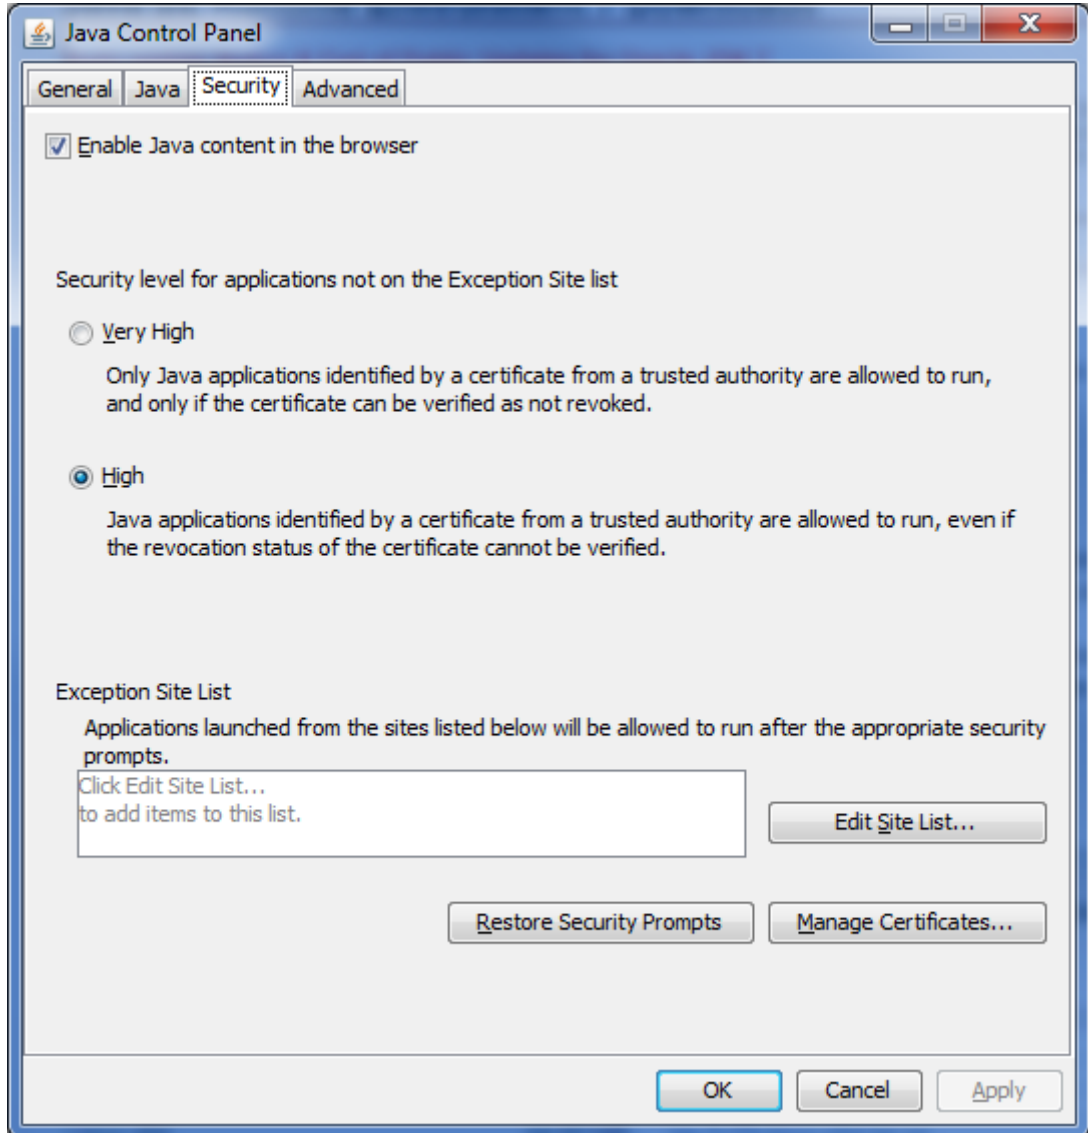 Java Control Panel
General Java Security Advanced
Enable Java content in the browser
Security level for applications not on the Exception Site list
Very High
Only Java applications identified by a certificate from a trusted authority are allowed to run,
and only if the certificate can be verified as not revoked.
High
Java applications identified by a certificate from a trusted authority are allowed to run, even if
the revocation status of the certificate cannot be verified.
Exception Site List
Applications launched from the sites listed below will be allowed to run after the appropriate security
prompts.
Click Edit Site List...
to add items to this list.
Edit Site List...
Restore Security Prompts Manage Certificates...
OK Cancel Apply